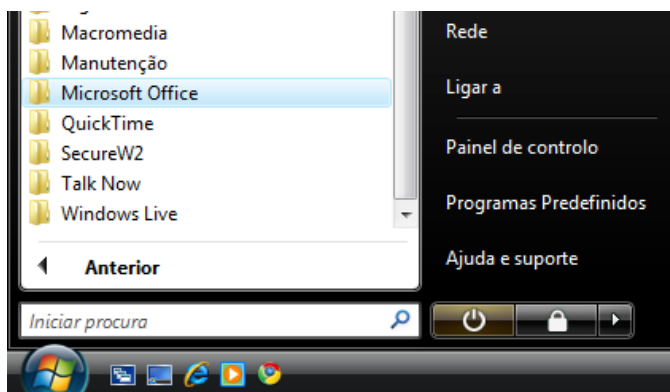 Macromedia
Manutenção
Microsoft Office
QuickTime
SecureW2
Talk Now
Windows Live
Anterior
Iniciar procura
Rede
Ligar a
Painel de controlo
Programas Predefinidos
Ajuda e suporte